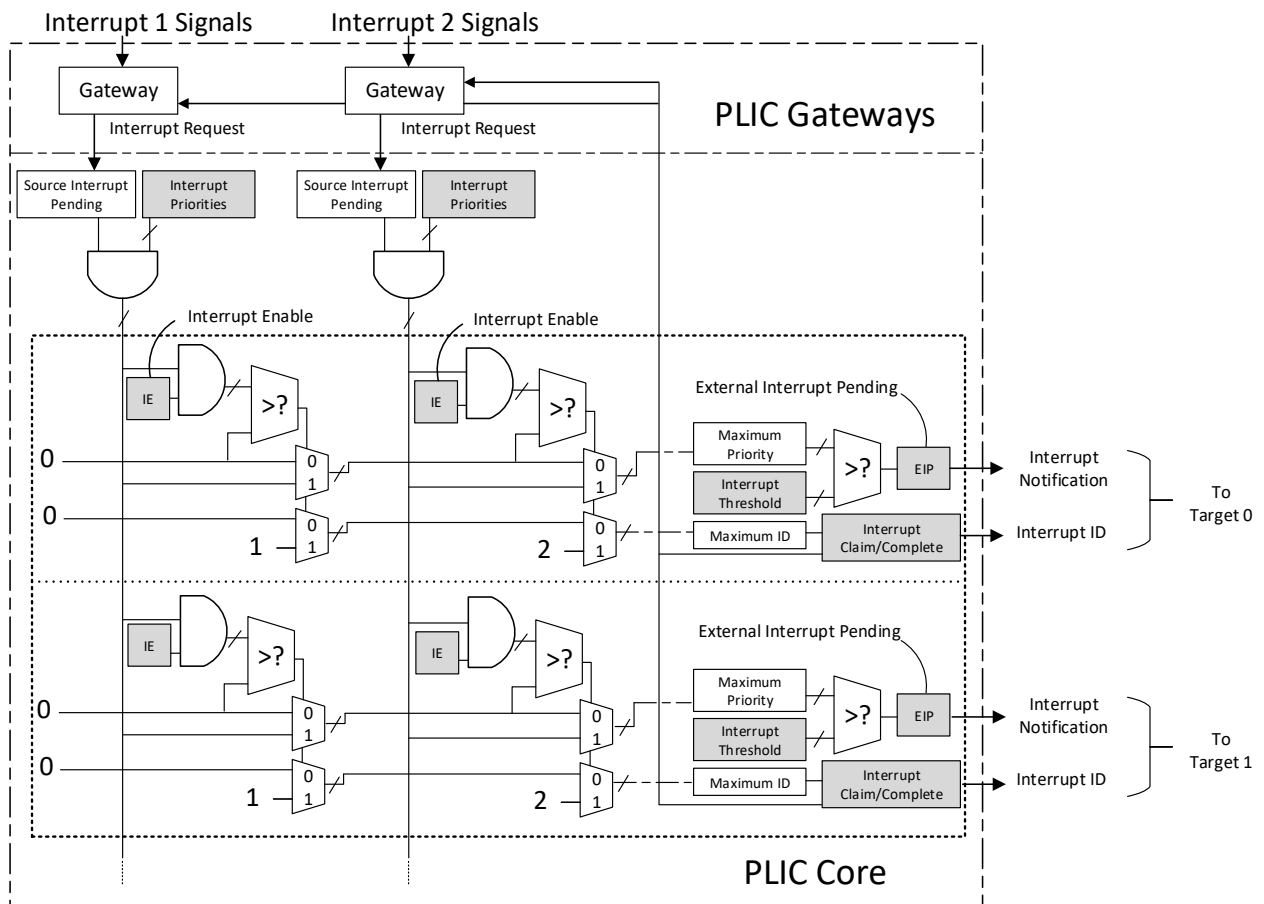 Interrupt 1 Signals
Interrupt 2 Signals
Gateway
Gateway
PLIC Gateways
Interrupt Request
Interrupt Request
Source Interrupt
Pending
Interrupt
Priorities
Source Interrupt
Pending
Interrupt
Priorities
Interrupt Enable
Interrupt Enable
IE
>?
IE
>?
External Interrupt Pending
Maximum
Priority
>?
EIP
Interrupt
Notification
0
0
1
0
1
Interrupt
Threshold
To
Target 0
0
0
1
1
0
1
2
Maximum ID
Interrupt
Claim/Complete
Interrupt ID
IE
>?
IE
>?
External Interrupt Pending
Maximum
Priority
>?
EIP
Interrupt
Notification
0
0
1
0
1
Interrupt
Threshold
To
Target 1
0
0
1
1
0
1
2
Maximum ID
Interrupt
Claim/Complete
Interrupt ID
PLIC Core